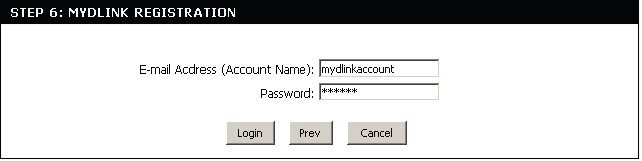 STEP 6: MYDLINK REGISTRATION
E-mail Address (Account Name): mydlinkaccount
Password: ******
Login Prev Cancel